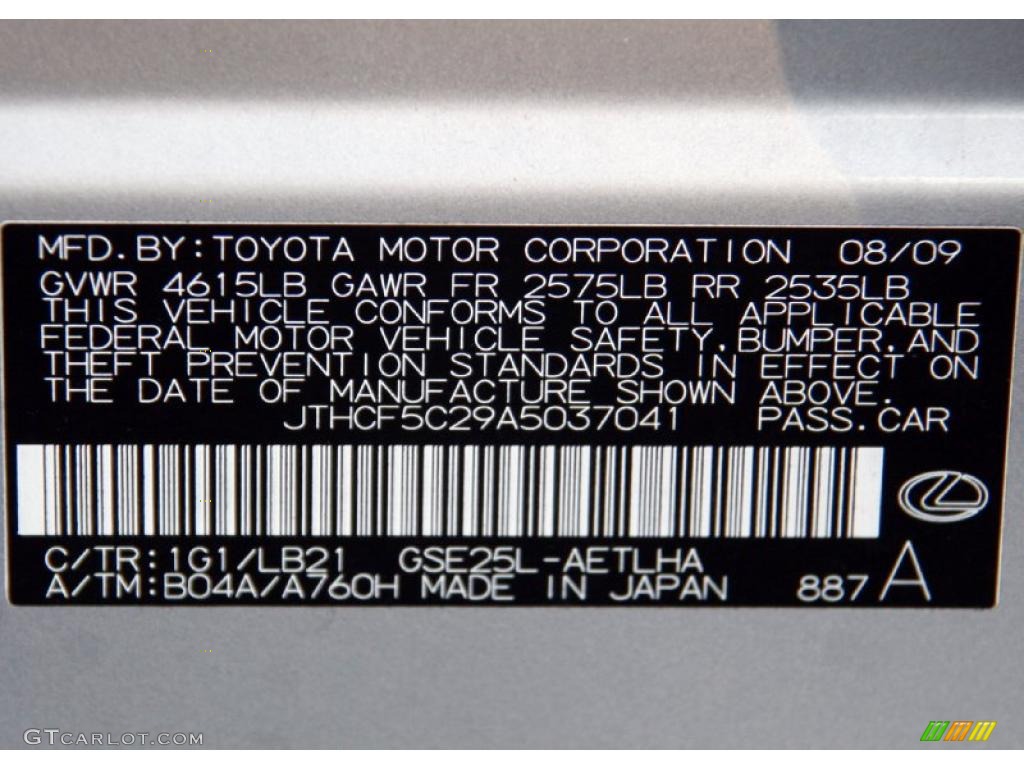 MFD. BY: TOYOTA MOTOR CORPORATION 08/09
GVWR 4615LB GAWR FR 2575LB RR 2535LB
THIS VEHICLE CONFORMS TO ALL APPLICABLE
FEDERAL MOTOR VEHICLE SAFETY, BUMPER, AND
THEFT PREVENTION STANDARDS IN EFFECT ON
THE DATE OF MANUFACTURE SHOWN ABOVE.
JTHCF5C29A5037041 PASS. CAR
C/TR: 1G1/LB21 GSE25L-AETLHA
A/TM: B04A/A760H MADE IN JAPAN 887 A
GTCARLOT.COM